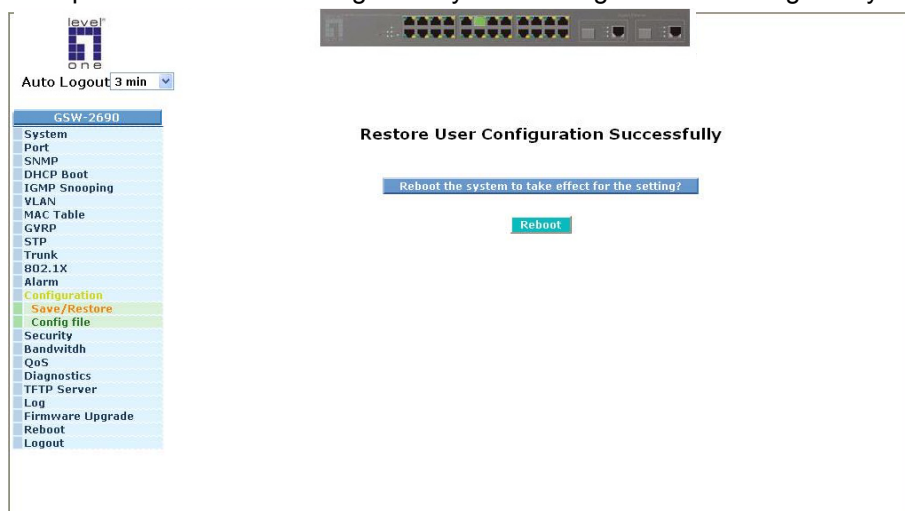 level
one
Auto Logout 3 min
GSW-2690
System
Port
SNMP
DHCP Boot
IGMP Snooping
VLAN
MAC Table
GVRP
STP
Trunk
802.1X
Alarm
Configuration
Save/Restore
Config file
Security
Bandwitdh
QoS
Diagnostics
TFTP Server
Log
Firmware Upgrade
Reboot
Logout
Restore User Configuration Successfully
Reboot the system to take effect for the setting?
Reboot